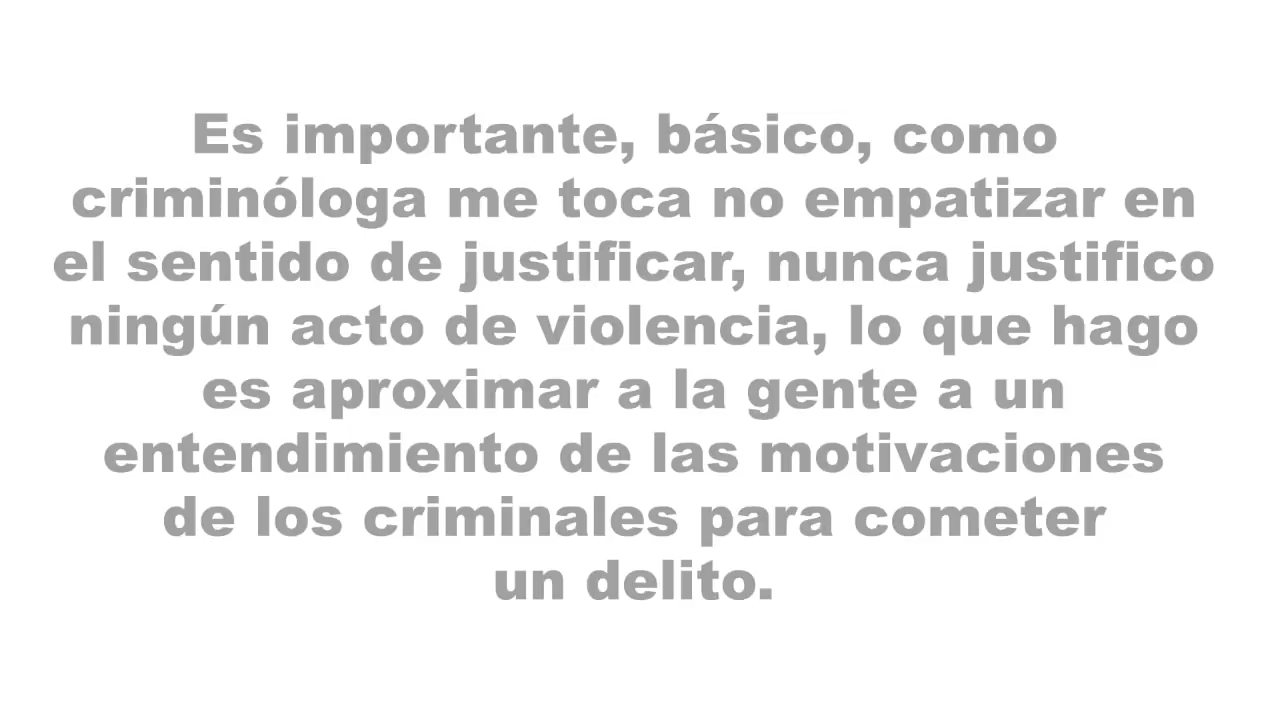 Es importante, básico, como
criminóloga me toca no empatizar en
el sentido de justificar, nunca justifico
ningún acto de violencia, lo que hago
es aproximar a la gente a un
entendimiento de las motivaciones
de los criminales para cometer
un delito.